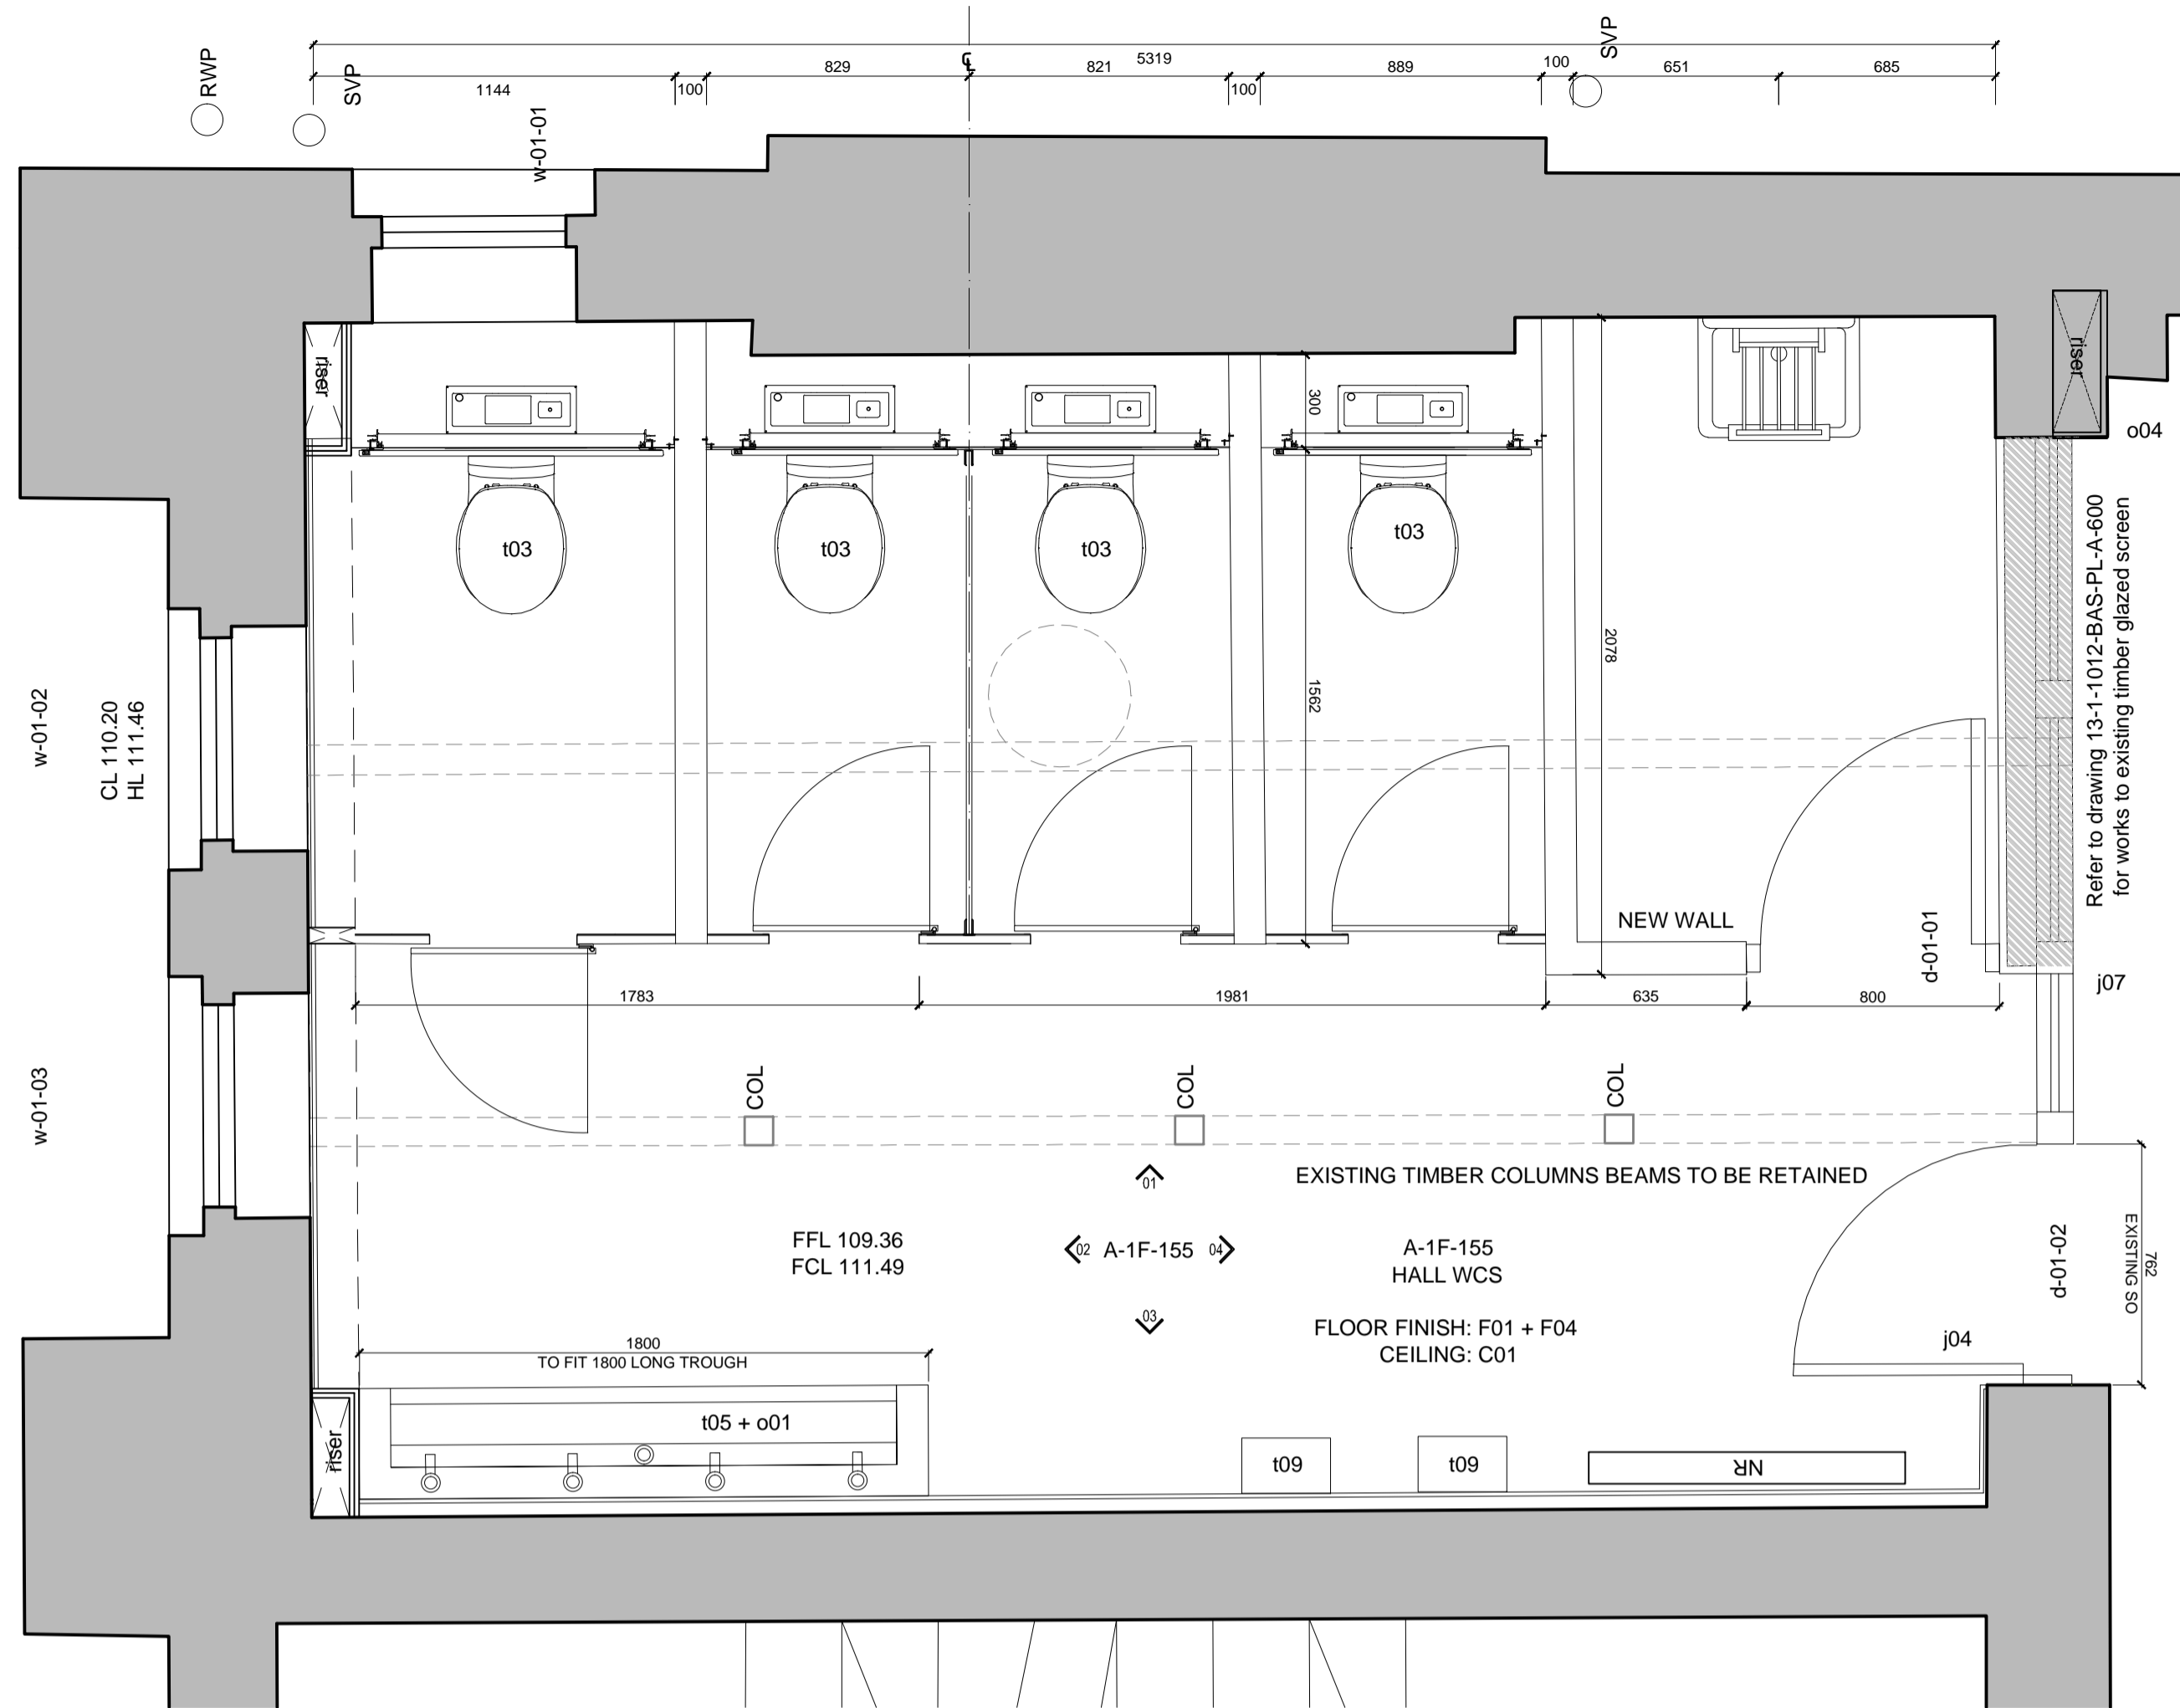 RWP
SVP
SVP
5319
1144
100
829
℄
821
100
889
100
651
685
w-01-01
riser
riser
o04
300
t03
t03
t03
t03
2078
1562
Refer to drawing 13-1-1012-BAS-PL-A-600
for works to existing timber glazed screen
w-01-02
CL 110.20
HL 111.46
NEW WALL
d-01-01
j07
1783
1981
635
800
w-01-03
COL
COL
COL
01
EXISTING TIMBER COLUMNS BEAMS TO BE RETAINED
FFL 109.36
FCL 111.49
02
A-1F-155
04
A-1F-155
HALL WCS
03
FLOOR FINISH: F01 + F04
CEILING: C01
d-01-02
762
EXISTING SO
j04
1800
TO FIT 1800 LONG TROUGH
riser
t05 + o01
t09
t09
NR